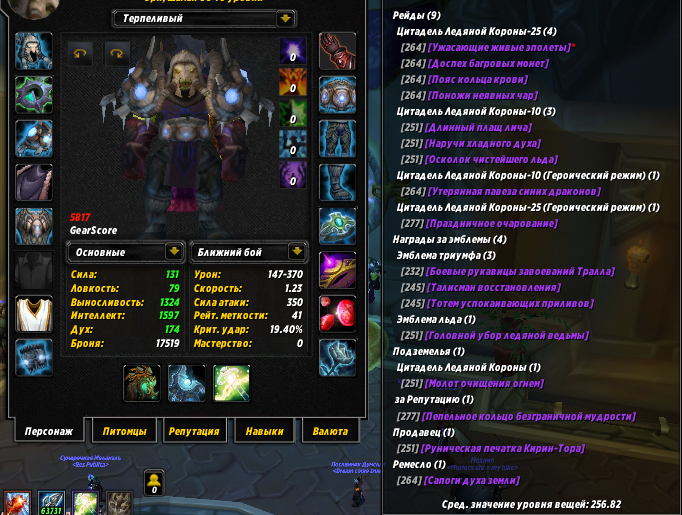 Терпеливый
0
0
0
0
0
5817
GearScore
Основные
Ближний бой
Сила: 131
Ловкость: 79
Выносливость: 1324
Интеллект: 1597
Дух: 174
Броня: 17519
Урон: 147-370
Скорость: 1.23
Сила атаки: 350
Рейт. меткости: 41
Крит. удар: 19.40%
Мастерство: 0
Персонаж
Питомцы
Репутация
Навыки
Валюта
0
63731
Рейды (9)
Цитадель Ледяной Короны-25 (4)
[264] [Ужасающие живые эполеты]*
[264] [Доспех багровых монет]
[264] [Пояс кольца крови]
[264] [Поножи неявных чар]
Цитадель Ледяной Короны-10 (3)
[251] [Длинный плащ лича]
[251] [Наручи хладного духа]
[251] [Осколок чистейшего льда]
Цитадель Ледяной Короны-10 (Героический режим) (1)
[264] [Утерянная павеза синих драконов]
Цитадель Ледяной Короны-25 (Героический режим) (1)
[277] [Праздничное очарование]
Награды за эмблемы (4)
Эмблема триумфа (3)
[232] [Боевые рукавицы завоеваний Тралла]
[245] [Талисман восстановления]
[245] [Тотем успокаивающих приливов]
Эмблема льда (1)
[251] [Головной убор ледяной ведьмы]
Подземелья (1)
Цитадель Ледяной Короны (1)
[251] [Молот очищения огнем]
за Репутацию (1)
[277] [Пепельное кольцо безграничной мудрости]
Продавец (1)
[251] [Руническая печатка Кирин-Тора]
Ремесло (1)
[264] [Сапоги духа земли]
Сред. значение уровня вещей: 256.82